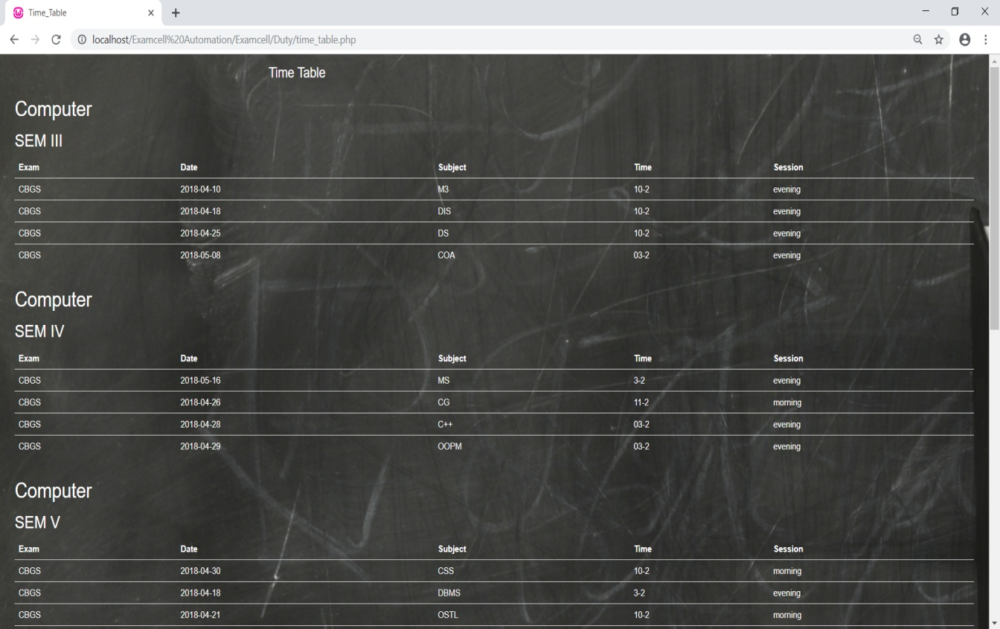 Time_Table
localhost/Examcell%20Automation/Examcell/Duty/time_table.php
Time Table
Computer
SEM III
Exam Date Subject Time Session
CBGS 2018-04-10 M3 10-2 evening
CBGS 2018-04-18 DIS 10-2 evening
CBGS 2018-04-25 DS 10-2 evening
CBGS 2018-05-08 COA 03-2 evening
Computer
SEM IV
Exam Date Subject Time Session
CBGS 2018-05-16 MS 3-2 evening
CBGS 2018-04-26 CG 11-2 morning
CBGS 2018-04-28 C++ 03-2 evening
CBGS 2018-04-29 OOPM 03-2 evening
Computer
SEM V
Exam Date Subject Time Session
CBGS 2018-04-30 CSS 10-2 morning
CBGS 2018-04-18 DBMS 3-2 evening
CBGS 2018-04-21 OSTL 10-2 morning